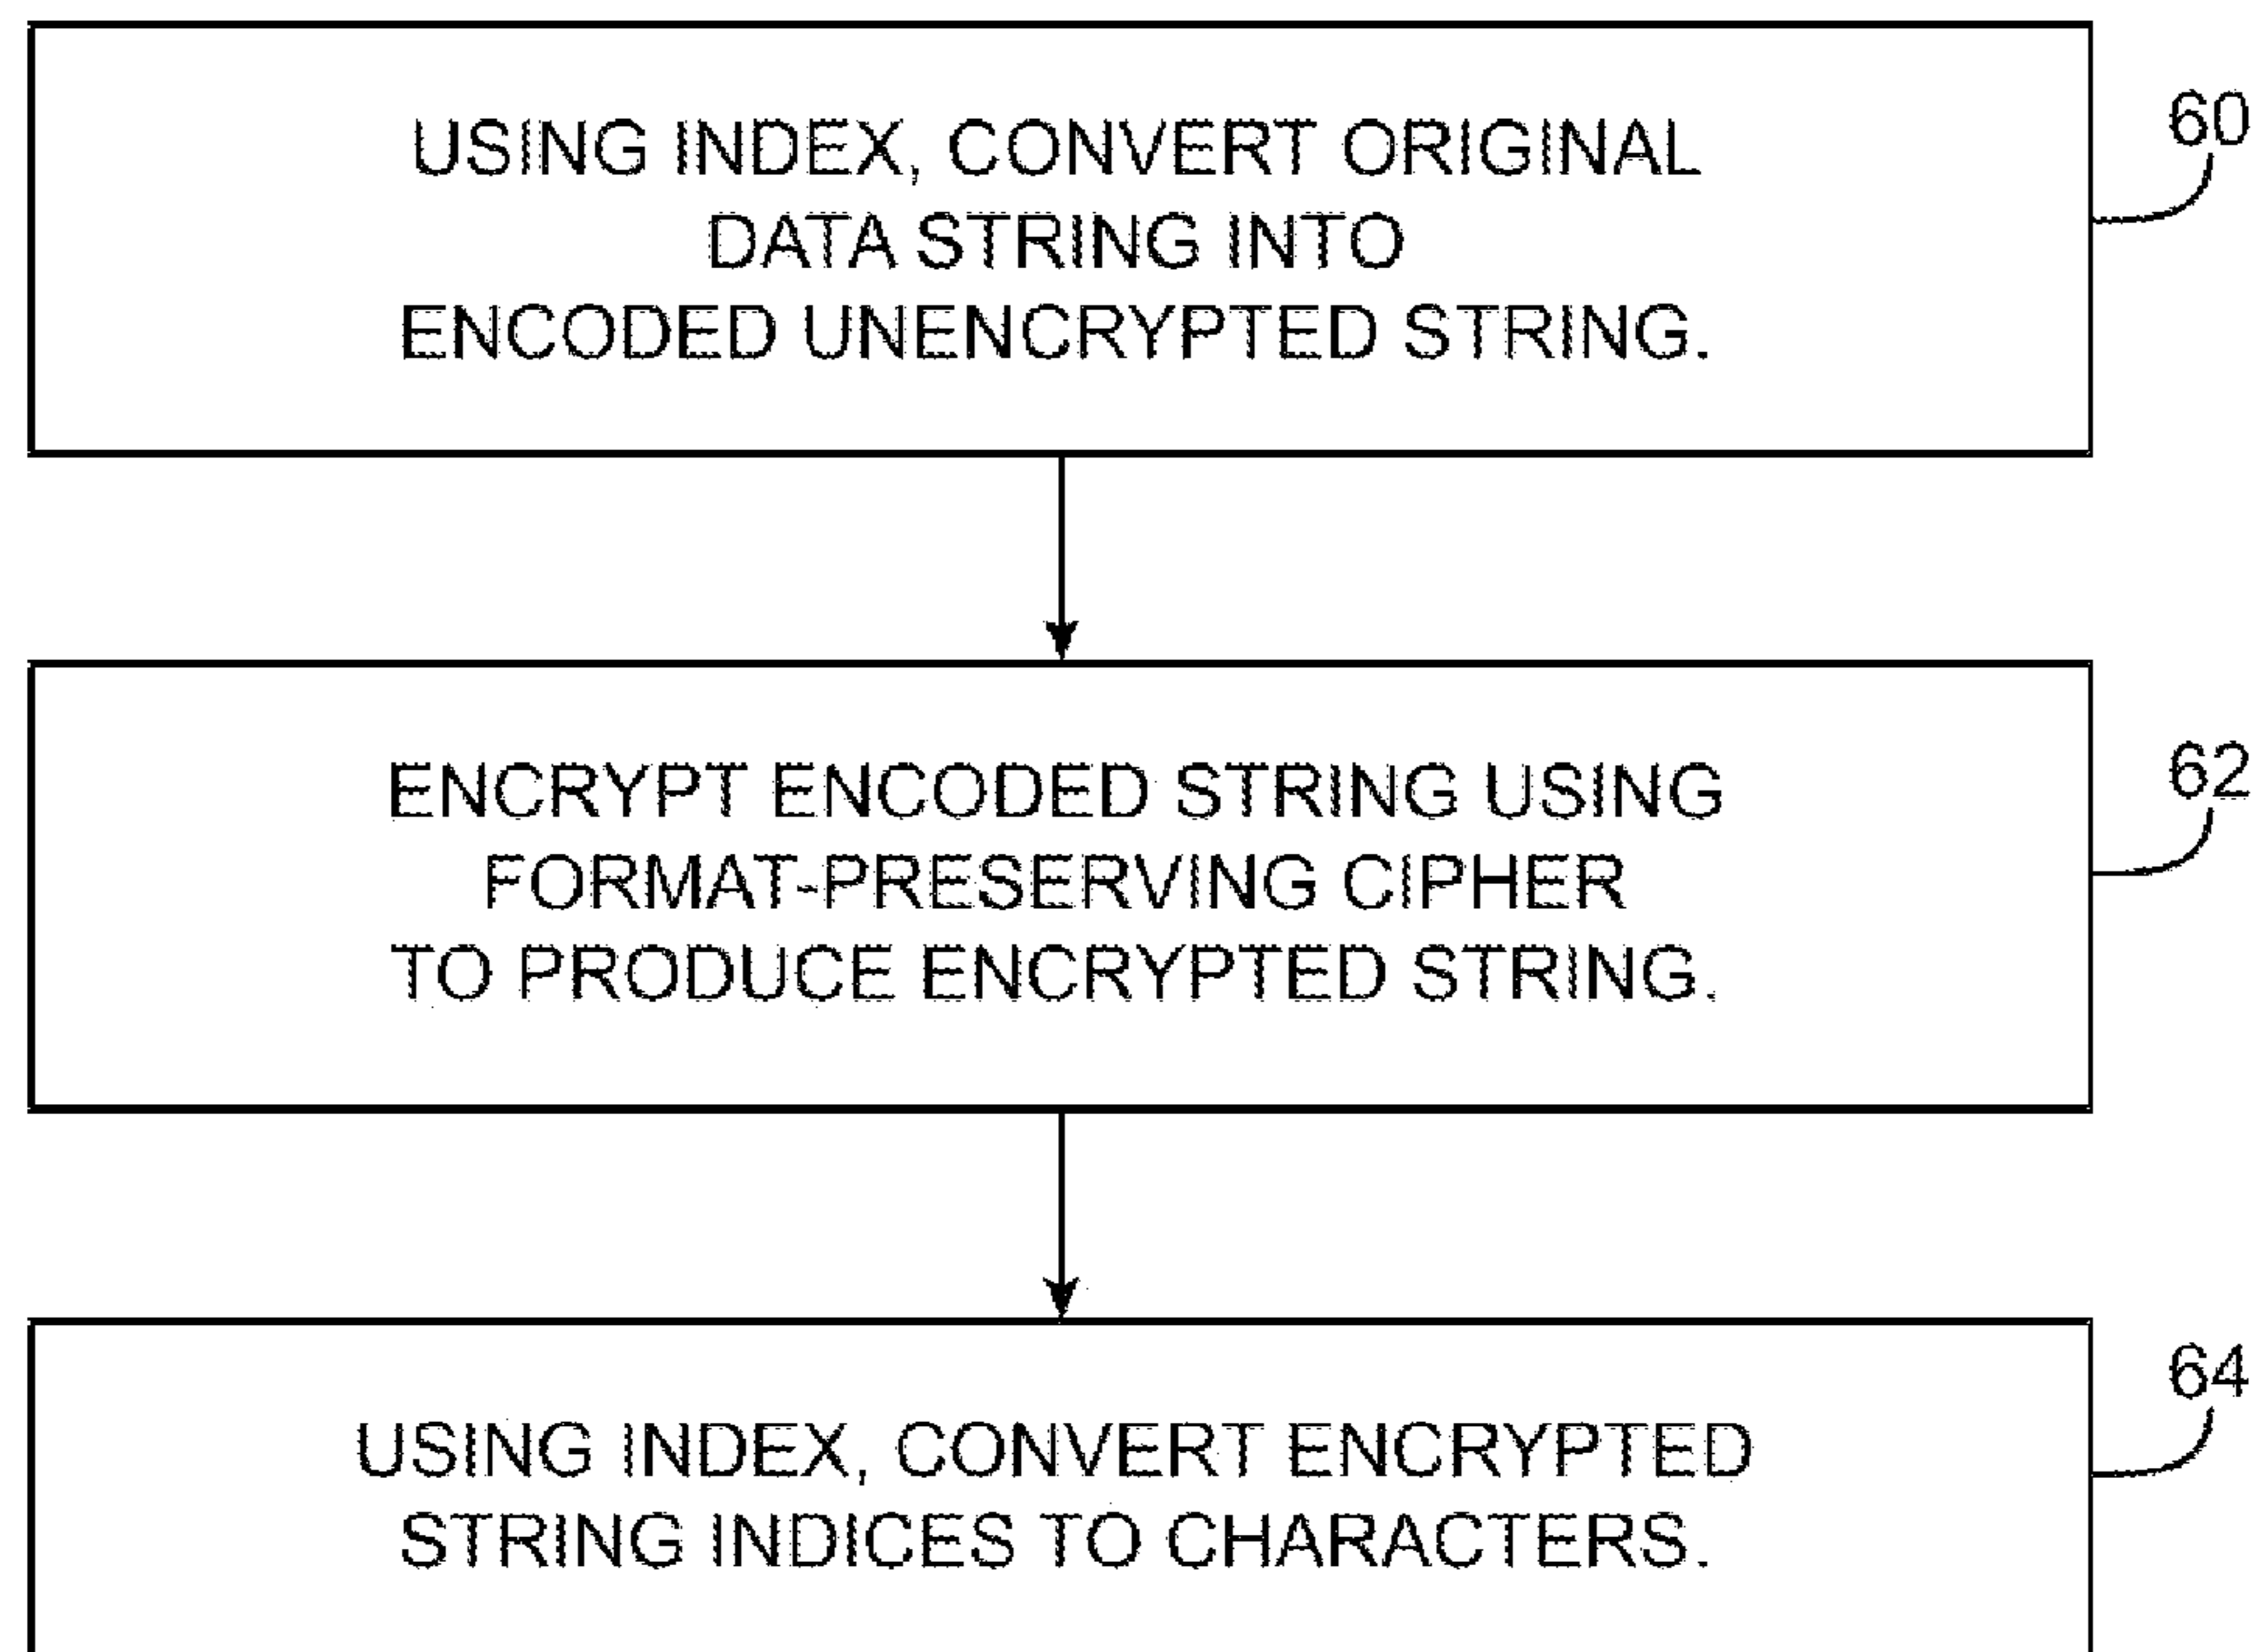 USING INDEX, CONVERT ORIGINAL
DATA STRING INTO
ENCODED UNENCRYPTED STRING.
60
ENCRYPT ENCODED STRING USING
FORMAT-PRESERVING CIPHER
TO PRODUCE ENCRYPTED STRING.
62
USING INDEX, CONVERT ENCRYPTED
STRING INDICES TO CHARACTERS.
64